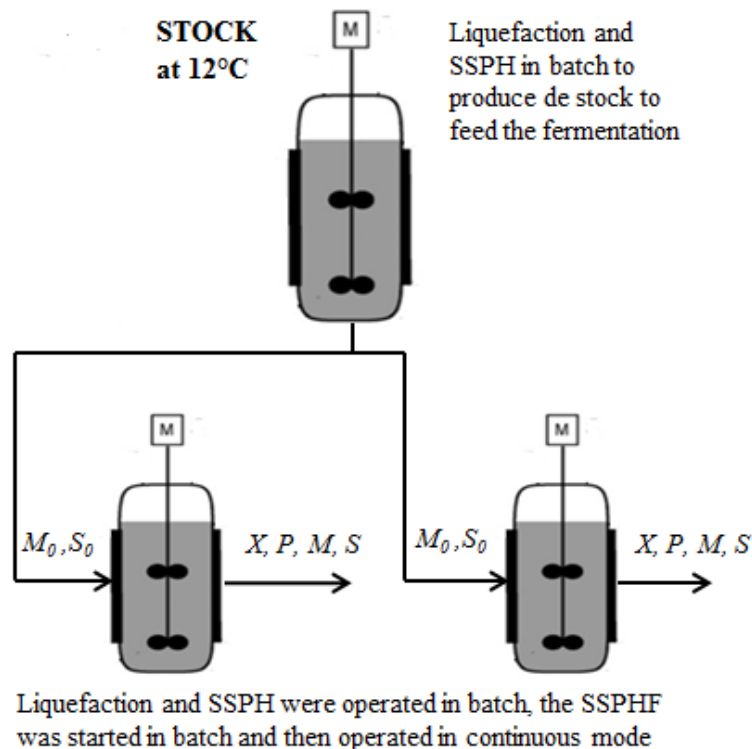 STOCK
at 12°C
M
Liquefaction and
SSPH in batch to
produce de stock to
feed the fermentation
M
M
M0,S0
X, P, M, S
M0,S0
X, P, M, S
Liquefaction and SSPH were operated in batch, the SSPHF
was started in batch and then operated in continuous mode